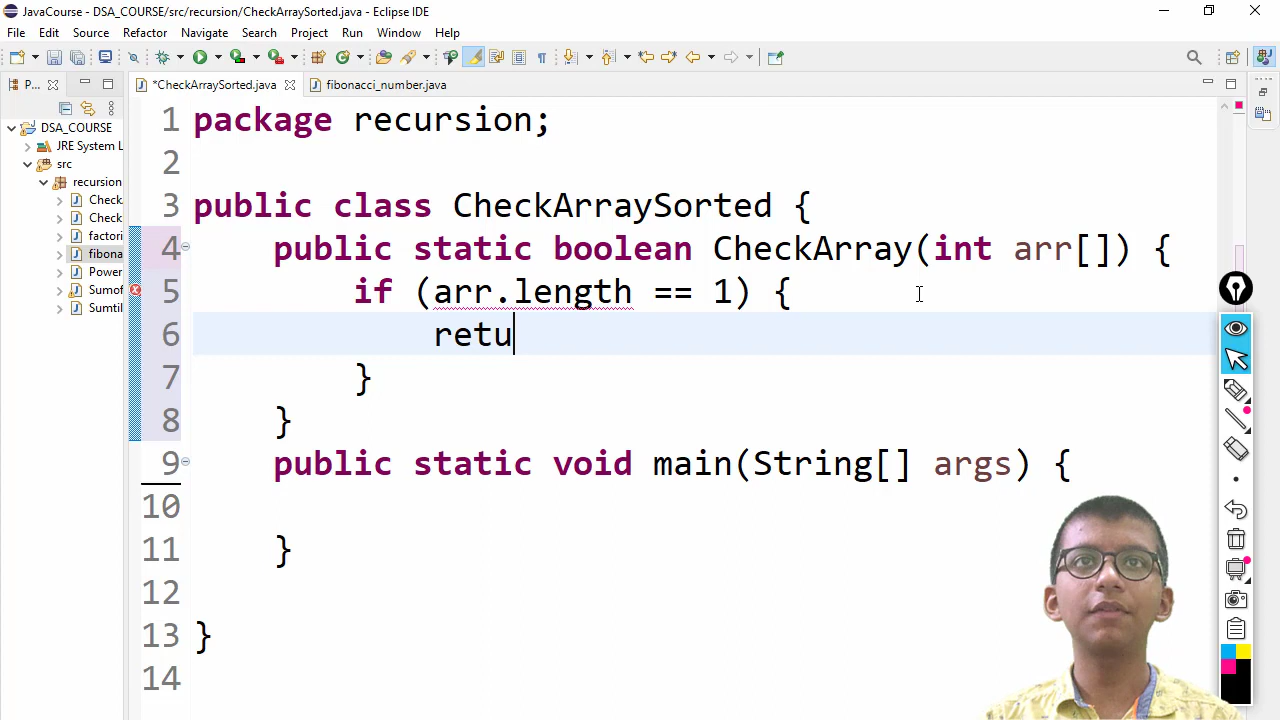 JavaCourse - DSA_COURSE/src/recursion/CheckArraySorted.java - Eclipse IDE
File Edit Source Refactor Navigate Search Project Run Window Help
P... *CheckArraySorted.java fibonacci_number.java
DSA_COURSE
JRE System L
src
recursion
Check
Check
factori
fibona
Power
Sumof
Sumtil
1 package recursion;
2
3 public class CheckArraySorted {
4 public static boolean CheckArray(int arr[]) {
5 if (arr.length == 1) {
6 retu
7 }
8 }
9 public static void main(String[] args) {
10
11 }
12
13 }
14